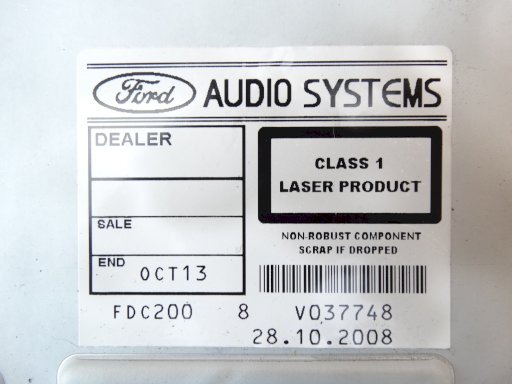 Ford AUDIO SYSTEMS
DEALER
CLASS 1
LASER PRODUCT
SALE
NON-ROBUST COMPONENT
SCRAP IF DROPPED
END OCT13
FDC200 8 V037748
28.10.2008